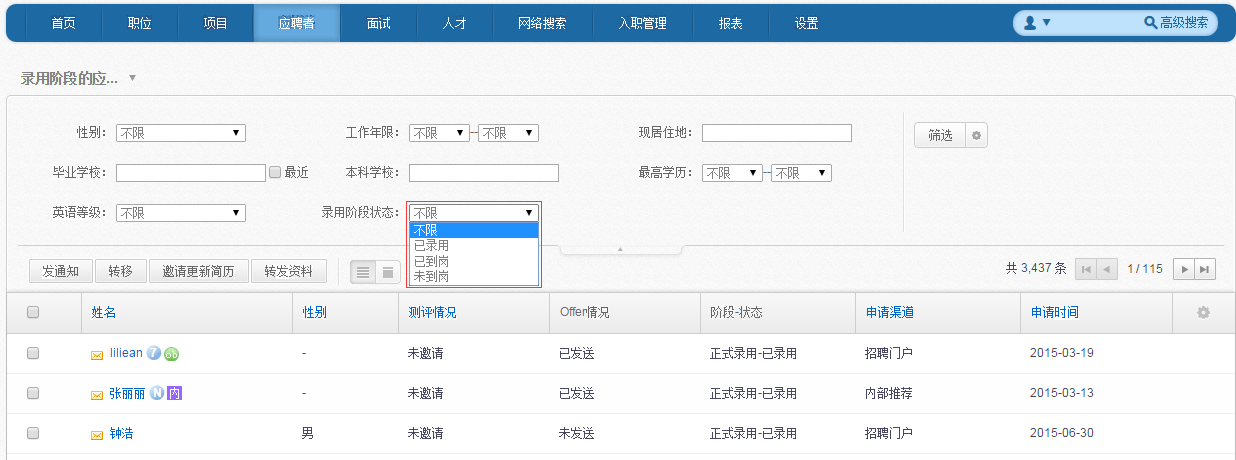 首页 职位 项目 应聘者 面试 人才 网络搜索 入职管理 报表 设置 高级搜索
录用阶段的应...
性别： 不限 工作年限： 不限 -- 不限 现居住地： 筛选
毕业学校： 最近 本科学校： 最高学历： 不限 -- 不限
英语等级： 不限 录用阶段状态： 不限
不限
已录用
已到岗
未到岗
发通知 转移 邀请更新简历 转发资料 共 3,437 条 1 / 115
姓名 性别 测评情况 Offer情况 阶段-状态 申请渠道 申请时间
liliean T ob - 未邀请 已发送 正式录用-已录用 招聘门户 2015-03-19
张丽丽 N 内 - 未邀请 已发送 正式录用-已录用 内部推荐 2015-03-13
钟浩 男 未邀请 未发送 正式录用-已录用 招聘门户 2015-06-30